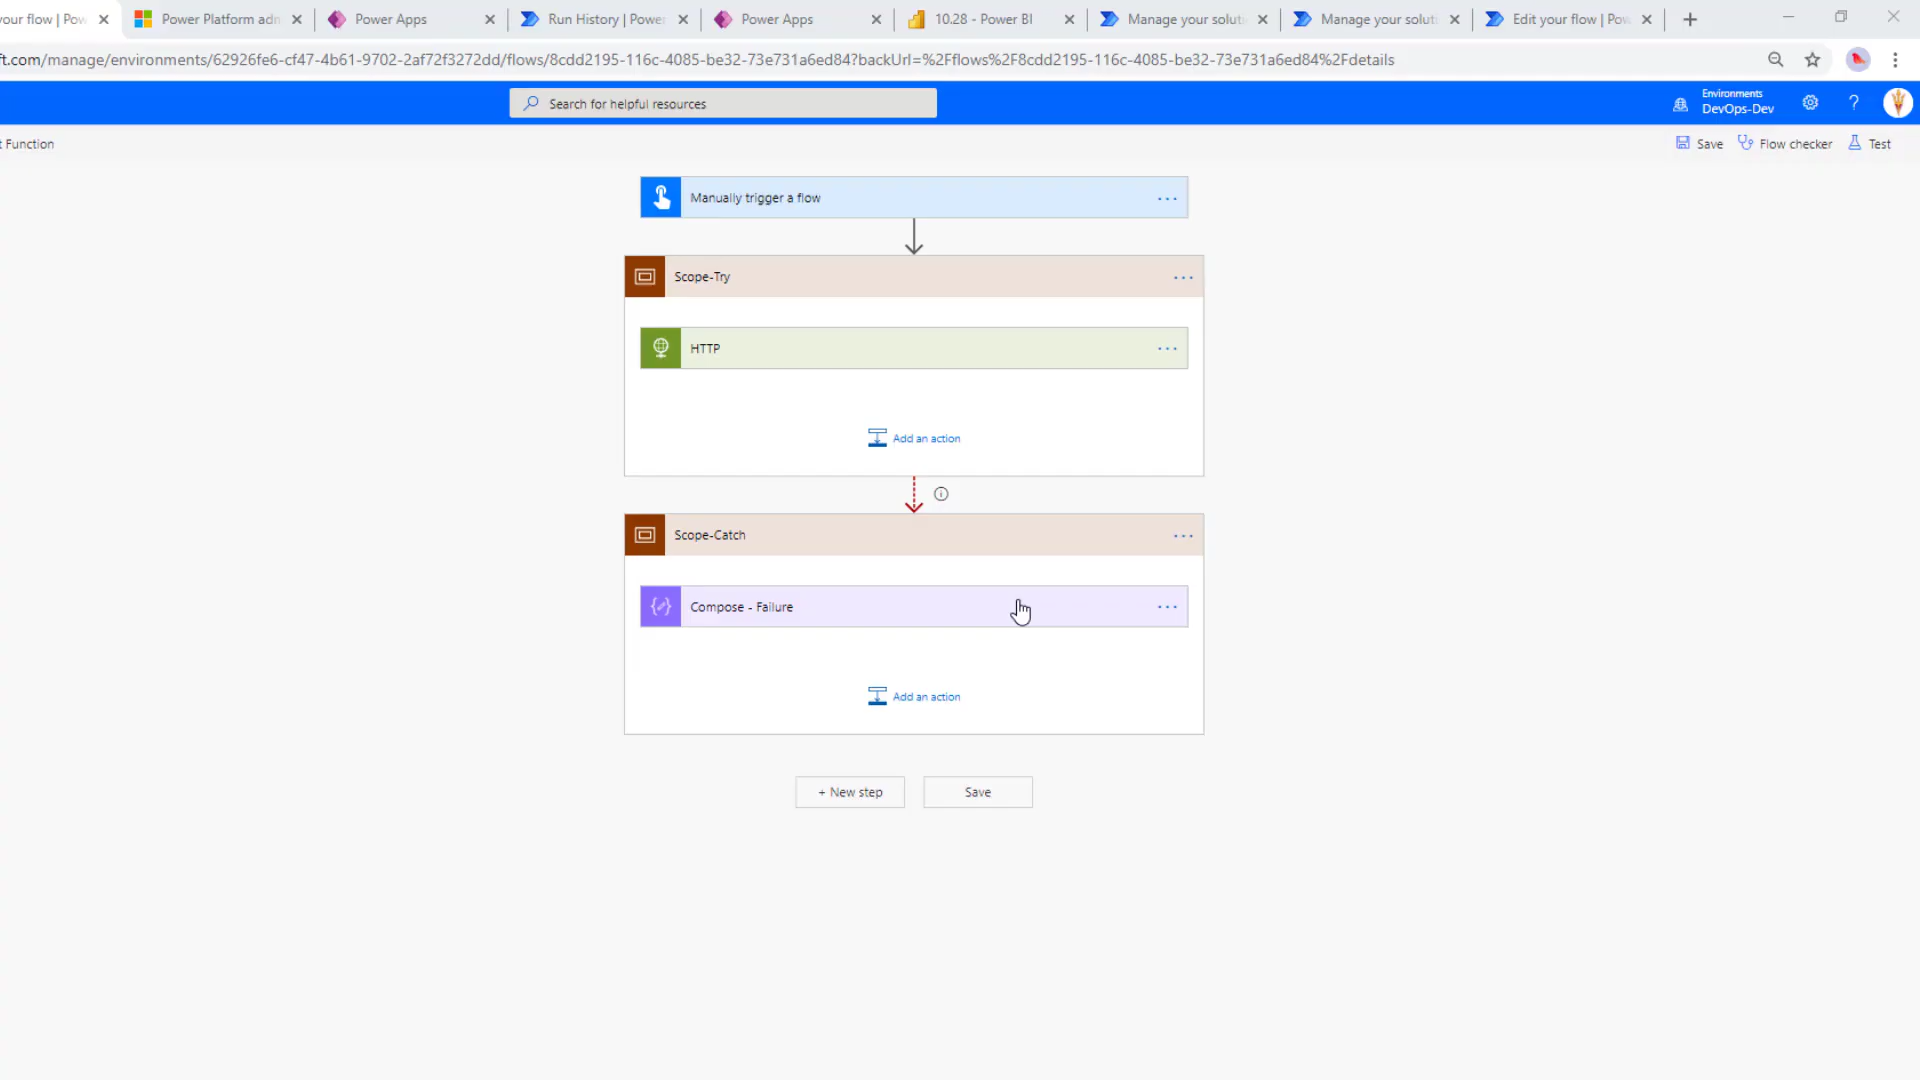 your flow | Pow
Power Platform adn
Power Apps
Run History | Power
Power Apps
10.28 - Power BI
Manage your soluti
Manage your soluti
Edit your flow | Pow
ft.com/manage/environments/62926fe6-cf47-4b61-9702-2af72f3272dd/flows/8cdd2195-116c-4085-be32-73e731a6ed84?backUrl=%2Fflows%2F8cdd2195-116c-4085-be32-73e731a6ed84%2Fdetails
Search for helpful resources
Environments
DevOps-Dev
t Function
Save
Flow checker
Test
Manually trigger a flow
Scope-Try
HTTP
Add an action
Scope-Catch
Compose - Failure
Add an action
+ New step
Save